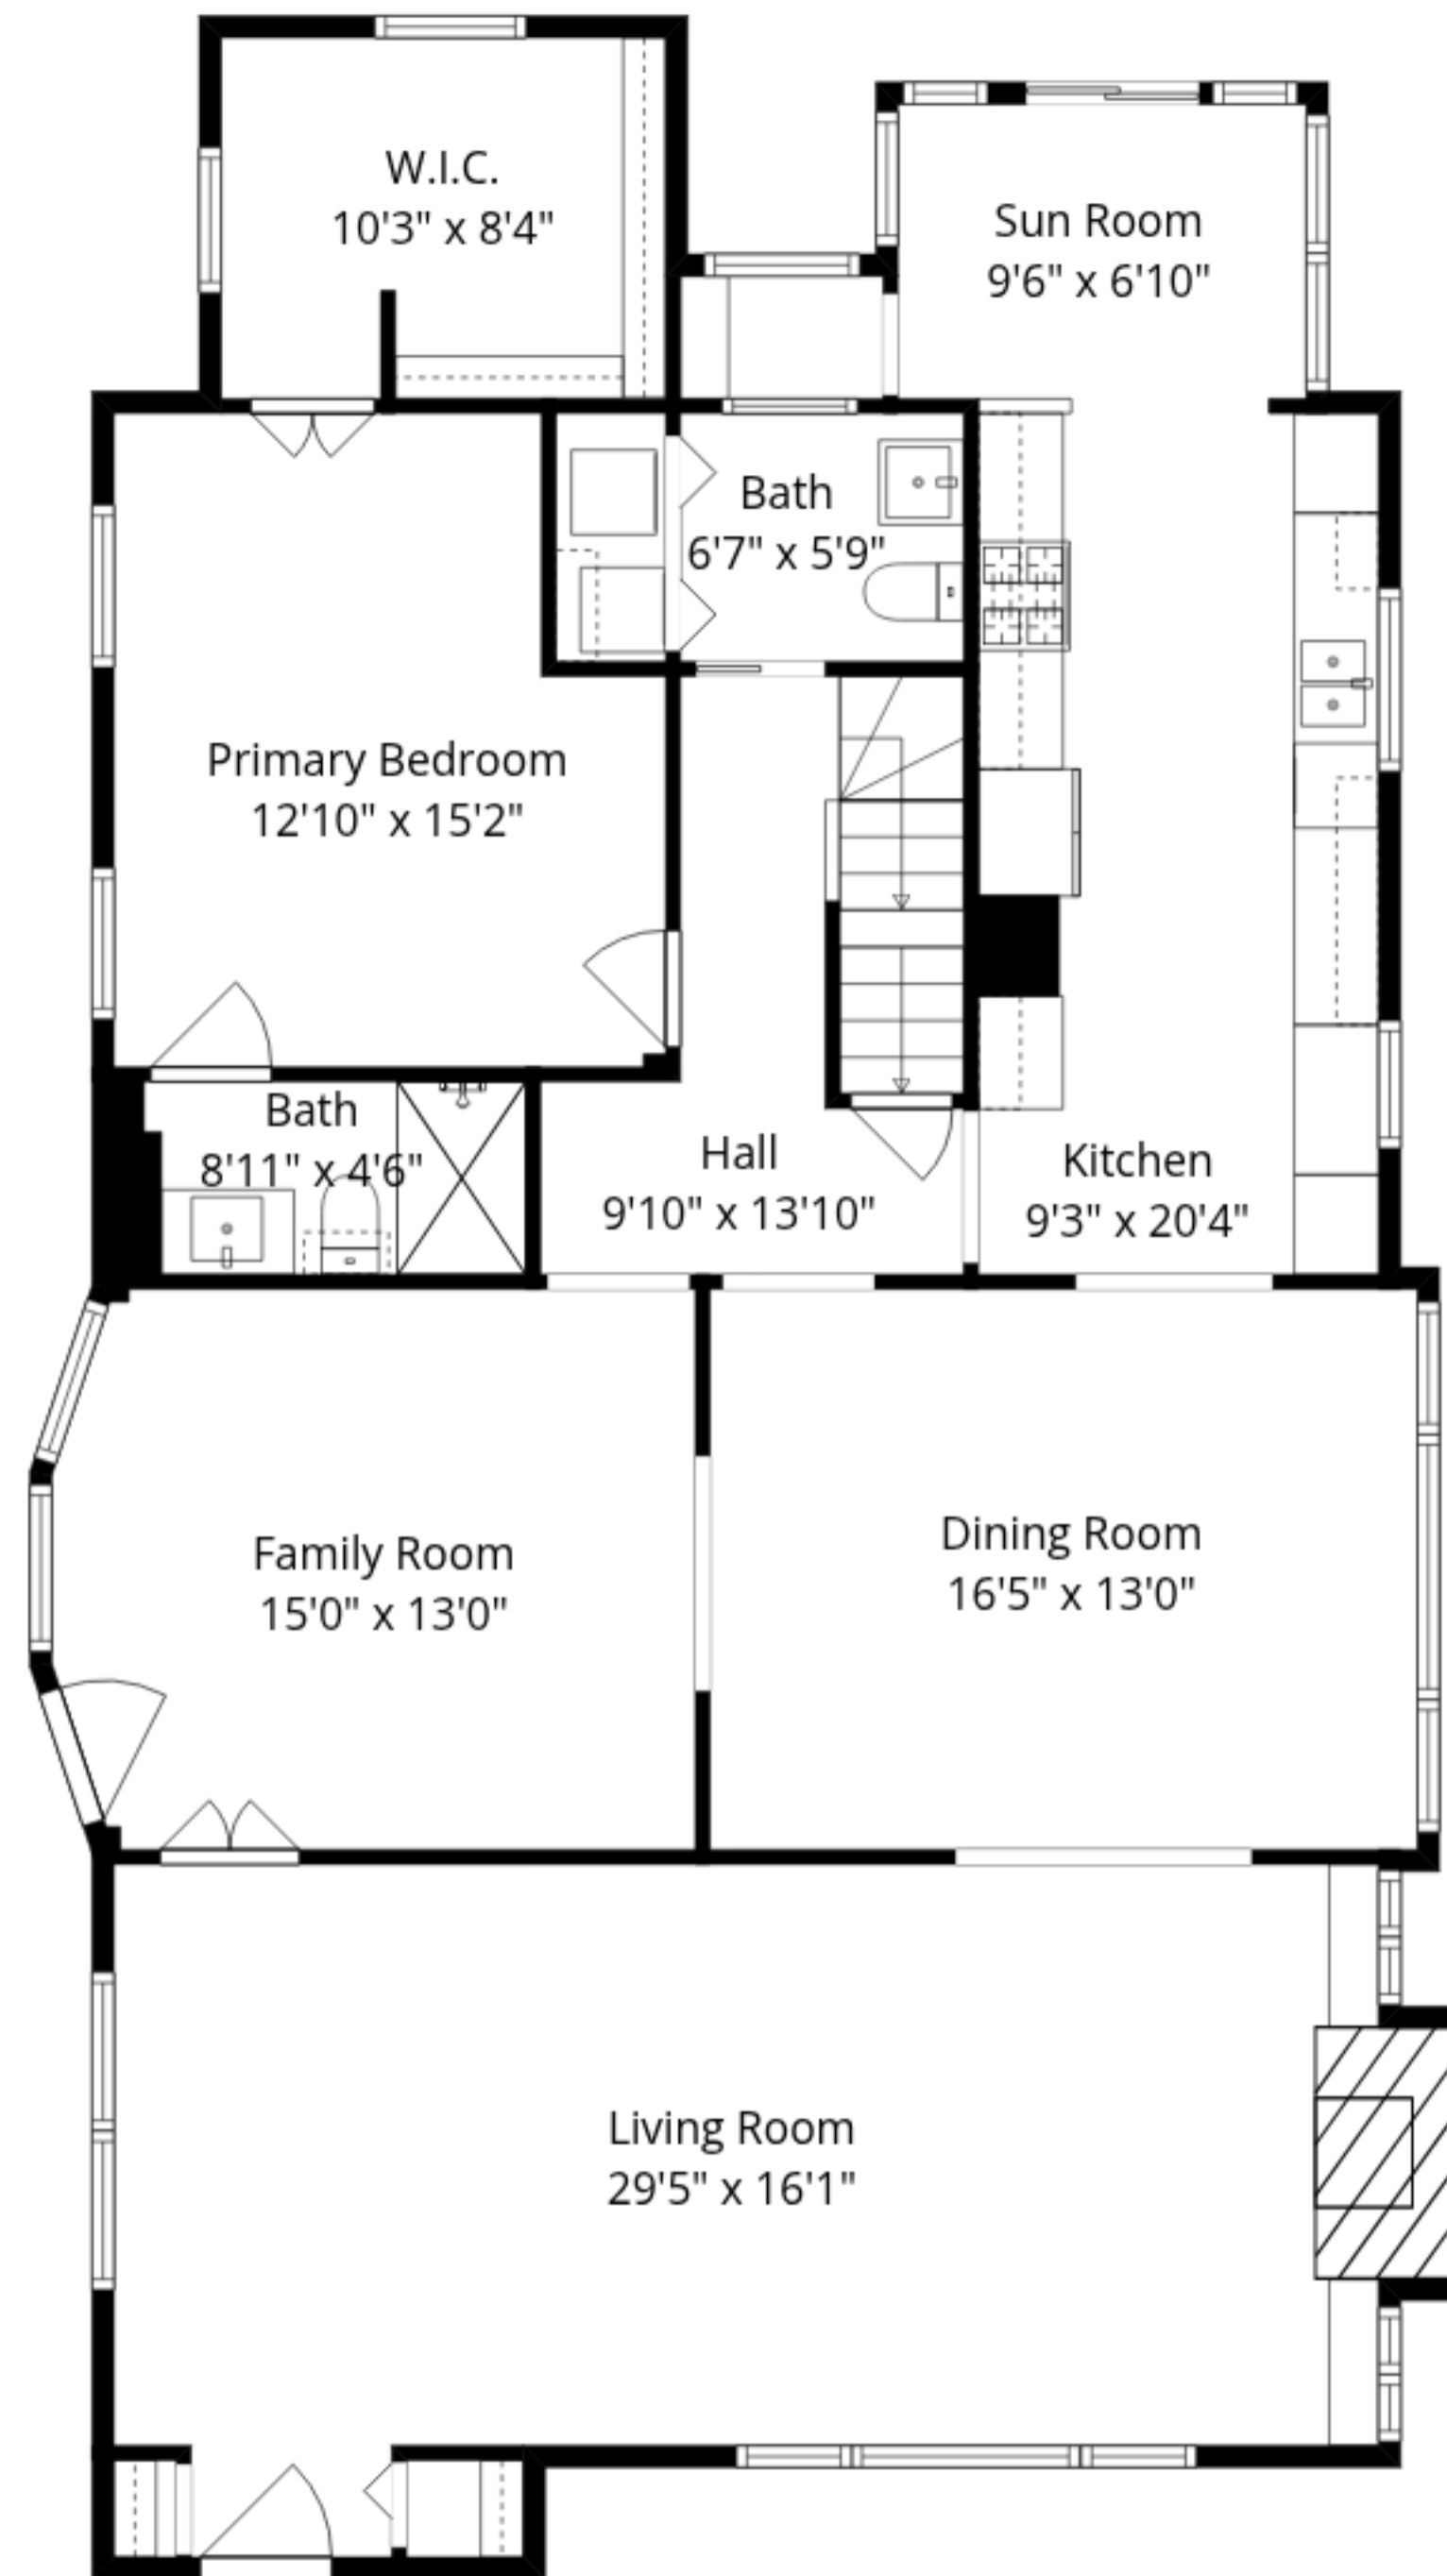 W.I.C.
10'3" x 8'4"
Sun Room
9'6" x 6'10"
Bath
6'7" x 5'9"
Primary Bedroom
12'10" x 15'2"
Bath
8'11" x 4'6"
Hall
9'10" x 13'10"
Kitchen
9'3" x 20'4"
Family Room
15'0" x 13'0"
Dining Room
16'5" x 13'0"
Living Room
29'5" x 16'1"